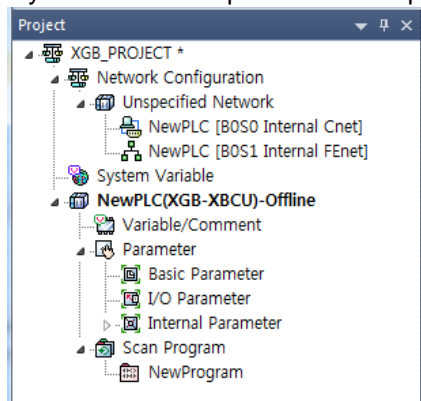 Project
XGB_PROJECT *
Network Configuration
Unspecified Network
NewPLC [B0S0 Internal Cnet]
NewPLC [B0S1 Internal FEnet]
System Variable
NewPLC(XGB-XBCU)-Offline
Variable/Comment
Parameter
Basic Parameter
I/O Parameter
Internal Parameter
Scan Program
NewProgram